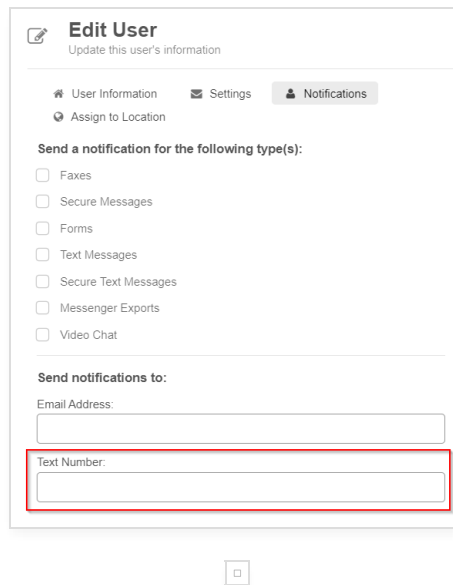 Edit User
Update this user's information
User Information Settings Notifications
Assign to Location
Send a notification for the following type(s):
Faxes
Secure Messages
Forms
Text Messages
Secure Text Messages
Messenger Exports
Video Chat
Send notifications to:
Email Address:
Text Number: